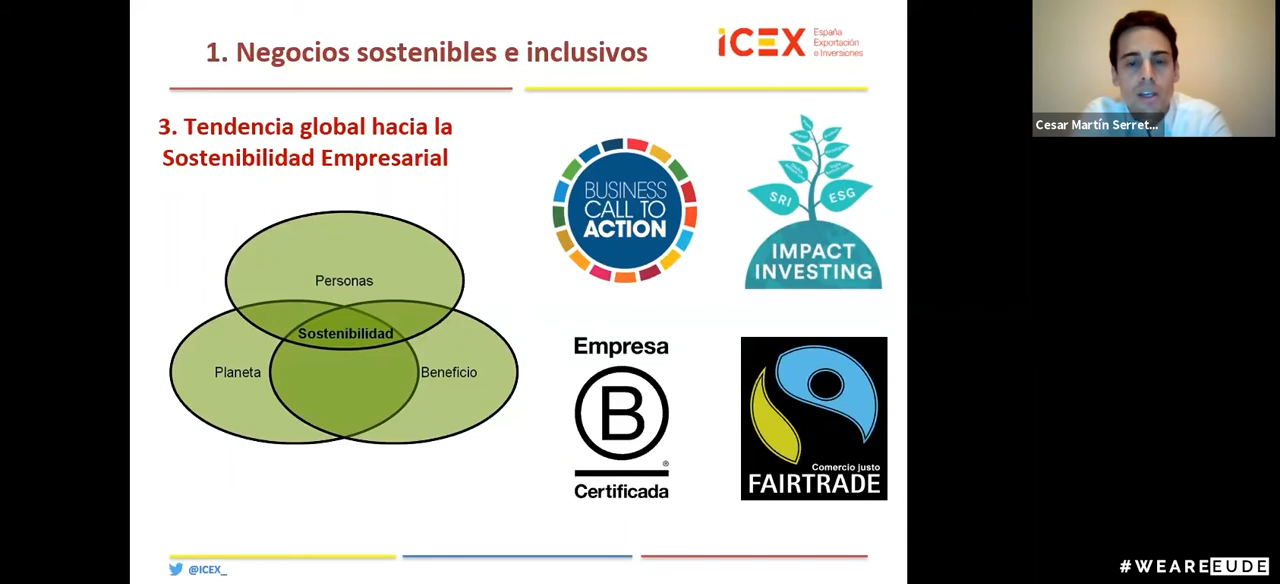 1. Negocios sostenibles e inclusivos
ICEX
España
Exportación
e Inversiones
3. Tendencia global hacia la
Sostenibilidad Empresarial
Personas
Sostenibilidad
Planeta
Beneficio
BUSINESS
CALL TO
ACTION
SRI
ESG
IMPACT
INVESTING
Empresa
B
®
Certificada
Comercio justo
FAIRTRADE
@ICEX_
Cesar Martín Serret...
#WEAREEUDE